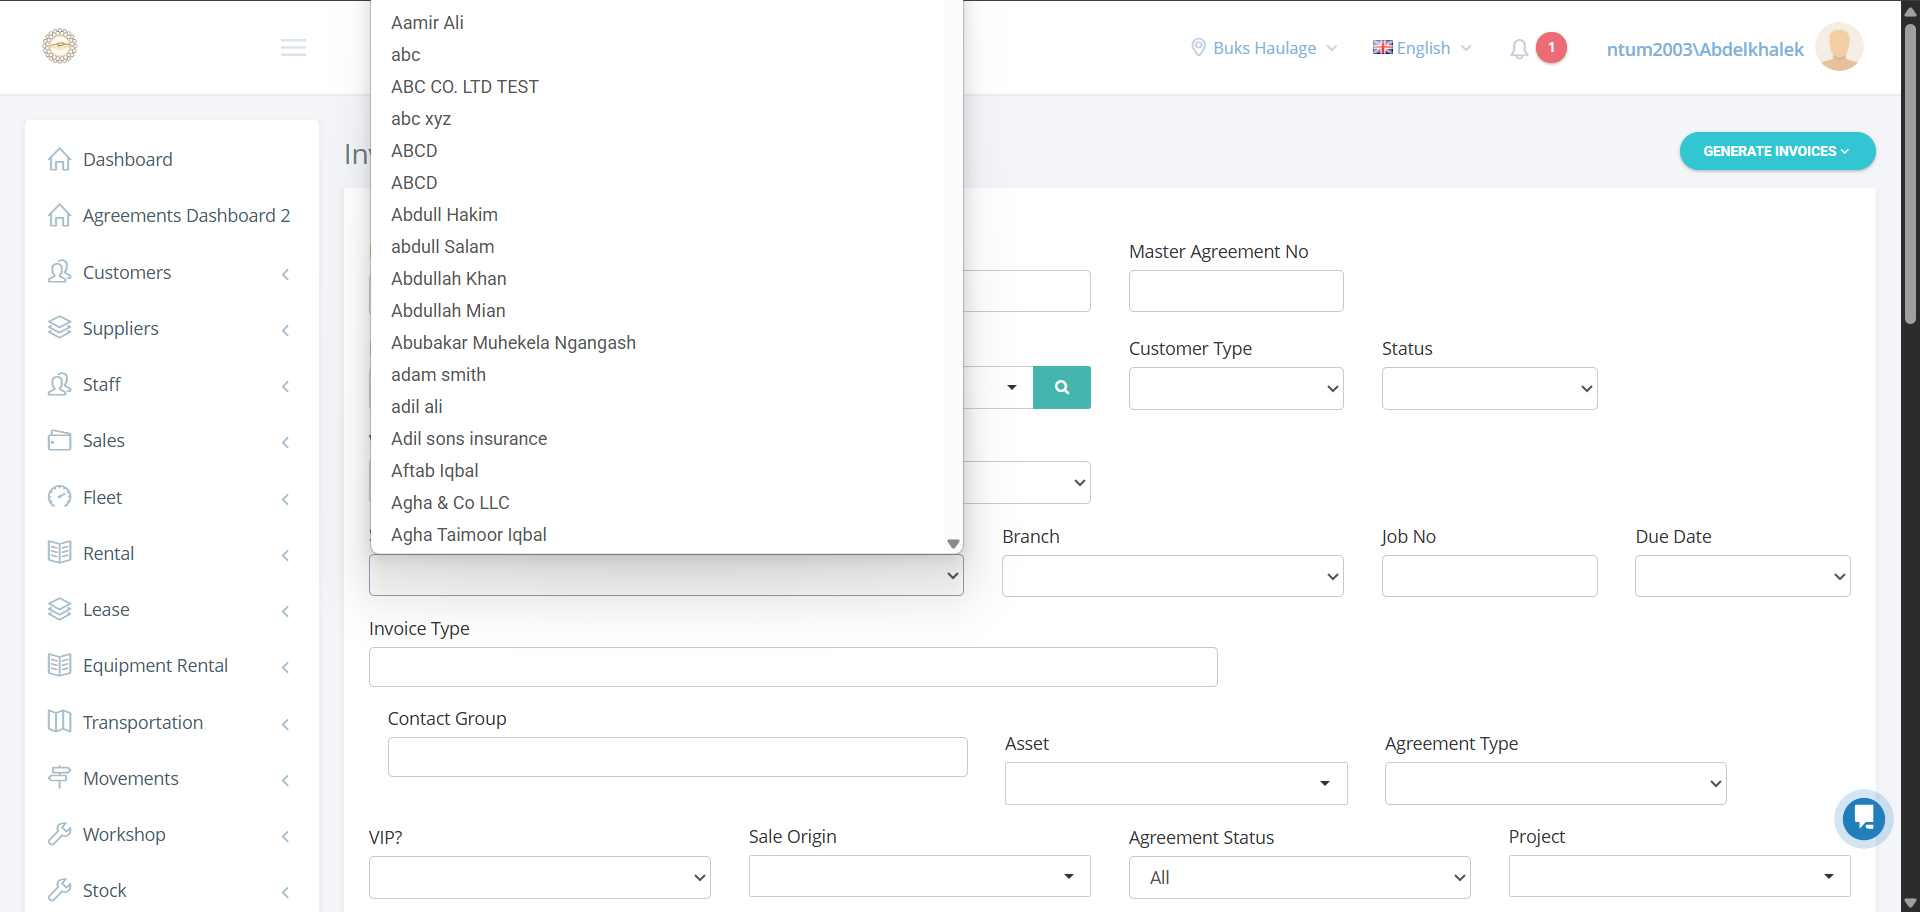 Buks Haulage
English
1
ntum2003\Abdelkhalek
Dashboard
Agreements Dashboard 2
Customers
Suppliers
Staff
Sales
Fleet
Rental
Lease
Equipment Rental
Transportation
Movements
Workshop
Stock
GENERATE INVOICES
Aamir Ali
abc
ABC CO. LTD TEST
abc xyz
ABCD
ABCD
Abdull Hakim
abdull Salam
Abdullah Khan
Abdullah Mian
Abubakar Muhekela Ngangash
adam smith
adil ali
Adil sons insurance
Aftab Iqbal
Agha & Co LLC
Agha Taimoor Iqbal
Master Agreement No
Customer Type
Status
Branch
Job No
Due Date
Invoice Type
Contact Group
Asset
Agreement Type
VIP?
Sale Origin
Agreement Status
All
Project